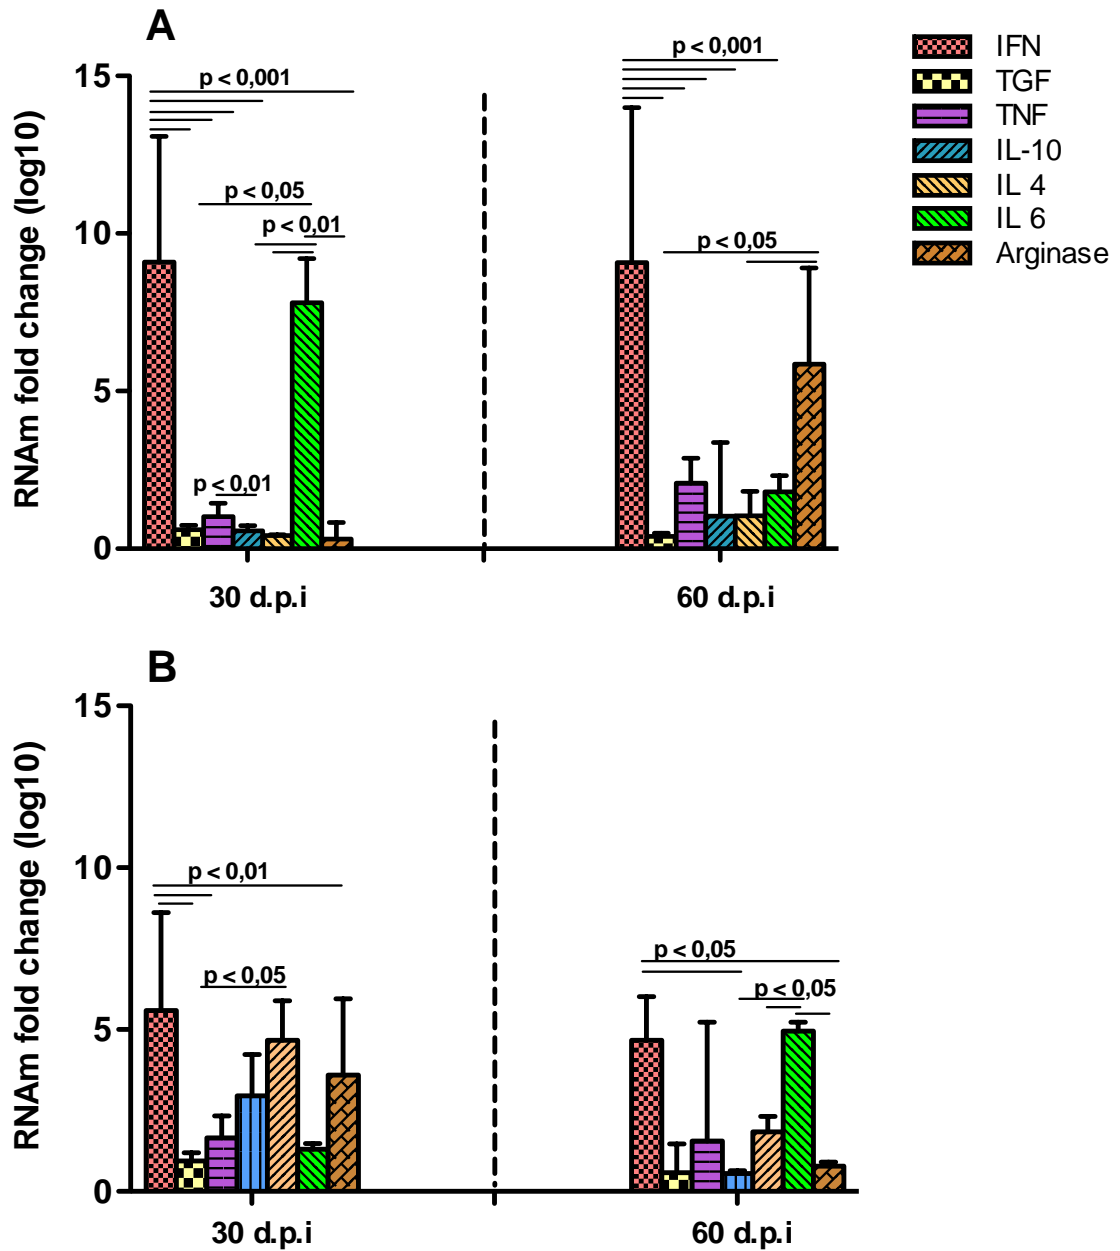 A
RNAm fold change (log10)
15
10
5
0
p < 0,001
p < 0,05
p < 0,01
p < 0,01
p < 0,001
p < 0,05
30 d.p.i
60 d.p.i
IFN
TGF
TNF
IL-10
IL 4
IL 6
Arginase
B
RNAm fold change (log10)
15
10
5
0
p < 0,01
p < 0,05
p < 0,05
p < 0,05
30 d.p.i
60 d.p.i